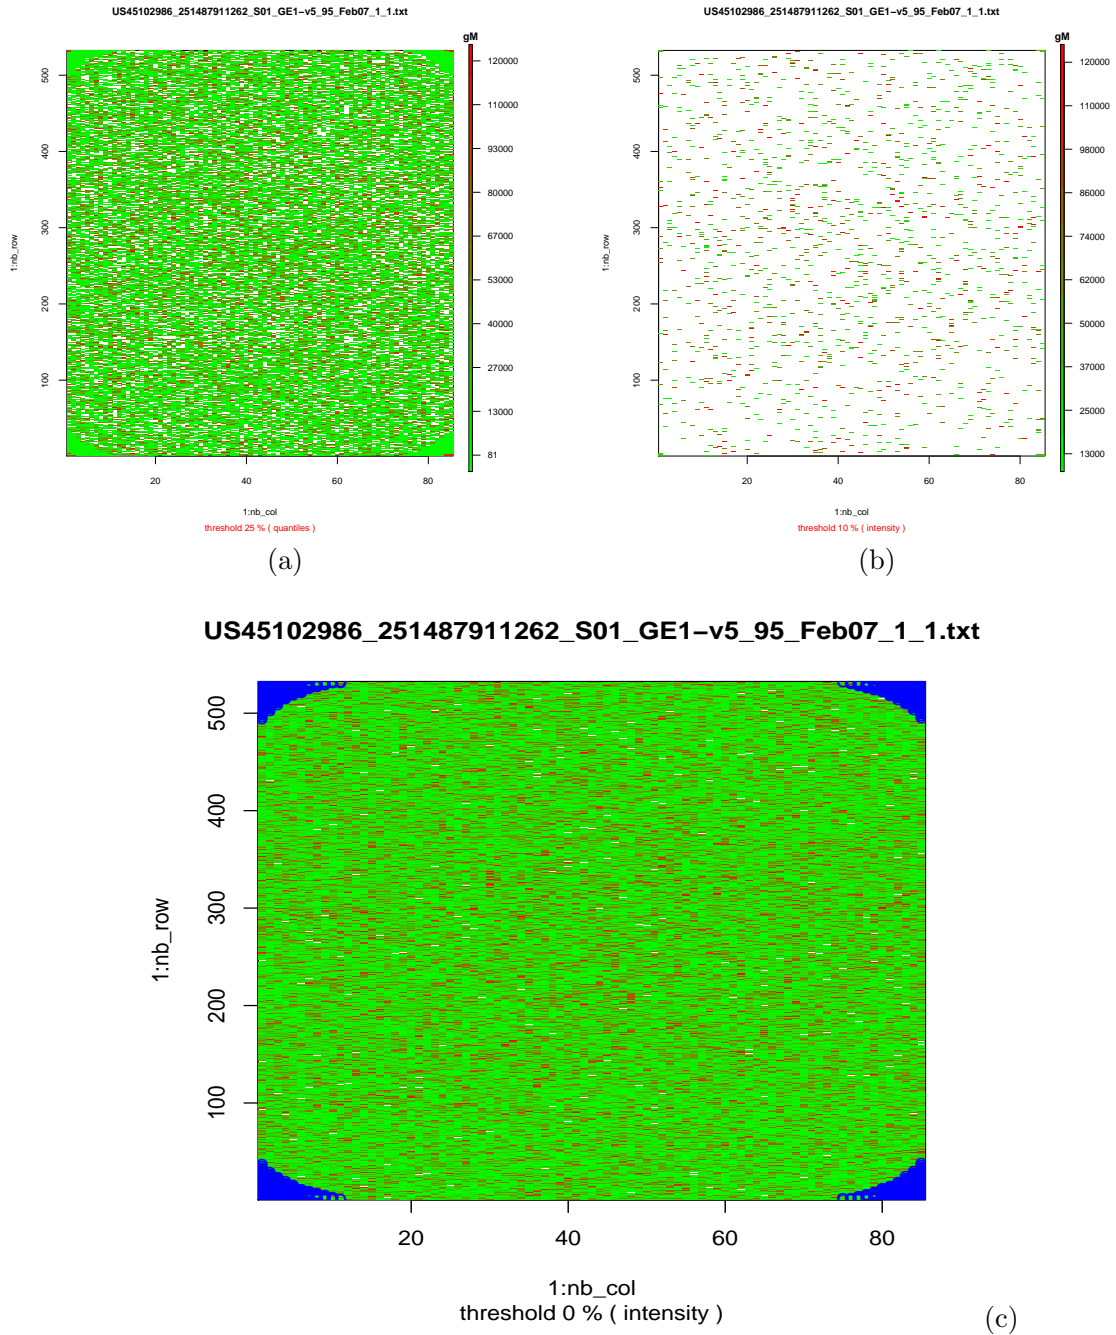 US45102986_251487911262_S01_GE1-v5_95_Feb07_1_1.txt
gM
120000
110000
93000
80000
67000
53000
40000
27000
13000
81
500
400
300
200
100
1:nb_row
20
40
60
80
1:nb_col
threshold 25 % ( quantiles )
(a)
US45102986_251487911262_S01_GE1-v5_95_Feb07_1_1.txt
gM
120000
110000
98000
86000
74000
62000
50000
37000
25000
13000
500
400
300
200
100
1:nb_row
20
40
60
80
1:nb_col
threshold 10 % ( intensity )
(b)
US45102986_251487911262_S01_GE1−v5_95_Feb07_1_1.txt
500
400
300
200
100
1:nb_row
20
40
60
80
1:nb_col
threshold 0 % ( intensity )
(c)